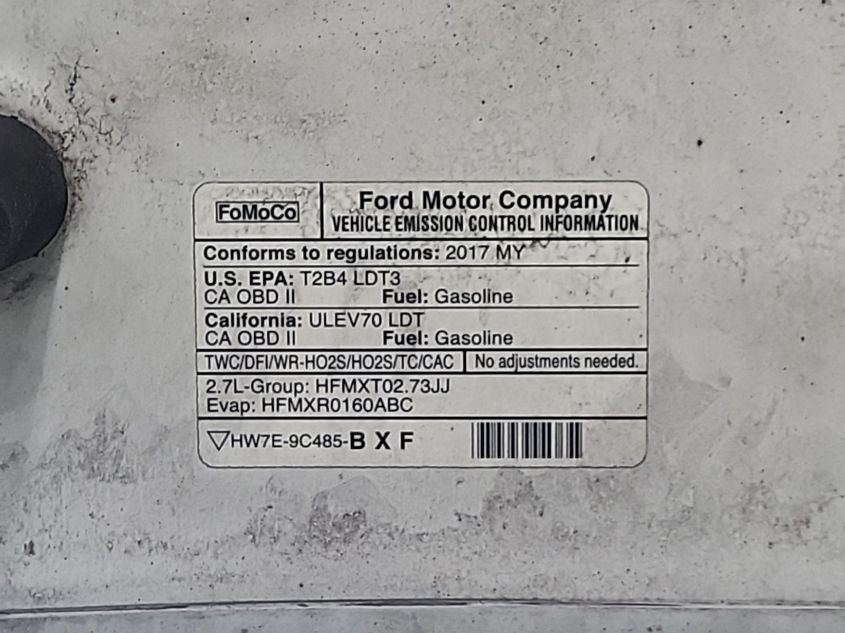 FoMoCo
Ford Motor Company
VEHICLE EMISSION CONTROL INFORMATION
Conforms to regulations: 2017 MY
U.S. EPA: T2B4 LDT3
CA OBD II Fuel: Gasoline
California: ULEV70 LDT
CA OBD II Fuel: Gasoline
TWC/DFI/WR-HO2S/HO2S/TC/CAC No adjustments needed.
2.7L-Group: HFMXT02.73JJ
Evap: HFMXR0160ABC
▽HW7E-9C485-B X F